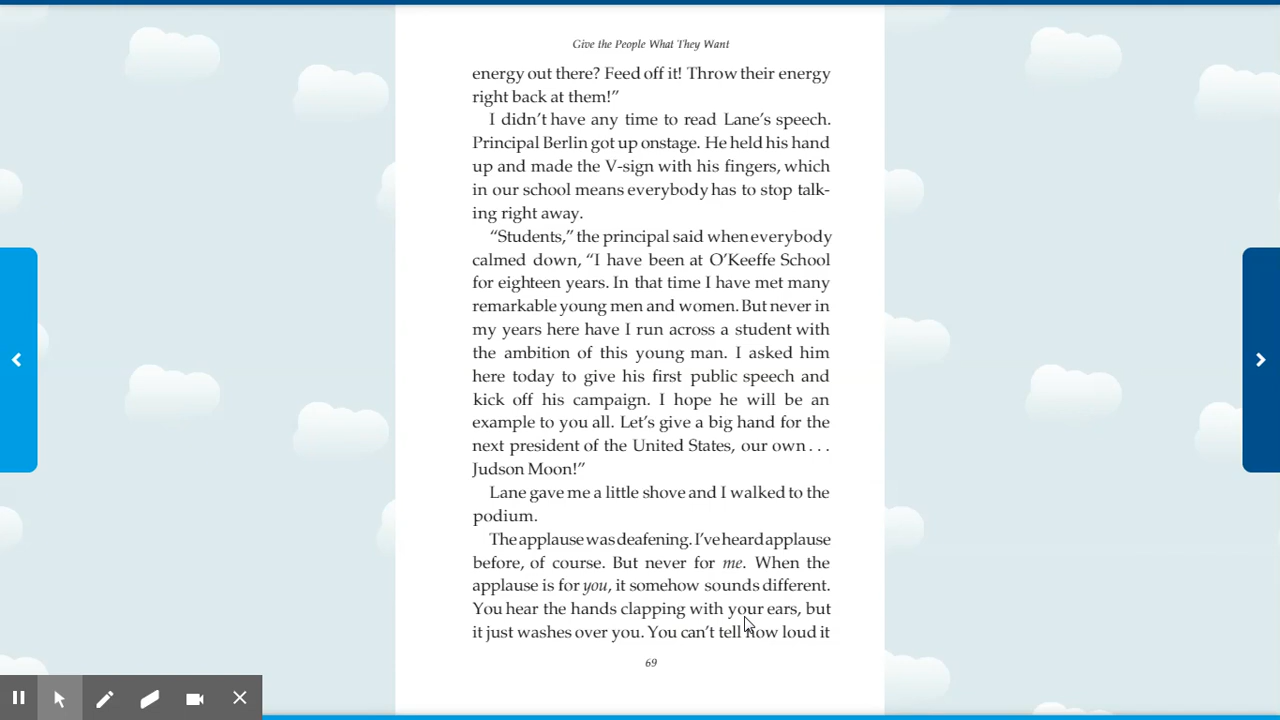 Give the People What They Want
energy out there? Feed off it! Throw their energy
right back at them!”
I didn’t have any time to read Lane’s speech.
Principal Berlin got up onstage. He held his hand
up and made the V-sign with his fingers, which
in our school means everybody has to stop talk-
ing right away.
“Students,” the principal said when everybody
calmed down, “I have been at O’Keeffe School
for eighteen years. In that time I have met many
remarkable young men and women. But never in
my years here have I run across a student with
the ambition of this young man. I asked him
here today to give his first public speech and
kick off his campaign. I hope he will be an
example to you all. Let’s give a big hand for the
next president of the United States, our own . . .
Judson Moon!”
Lane gave me a little shove and I walked to the
podium.
The applause was deafening. I’ve heard applause
before, of course. But never for me. When the
applause is for you, it somehow sounds different.
You hear the hands clapping with your ears, but
it just washes over you. You can’t tell how loud it
69